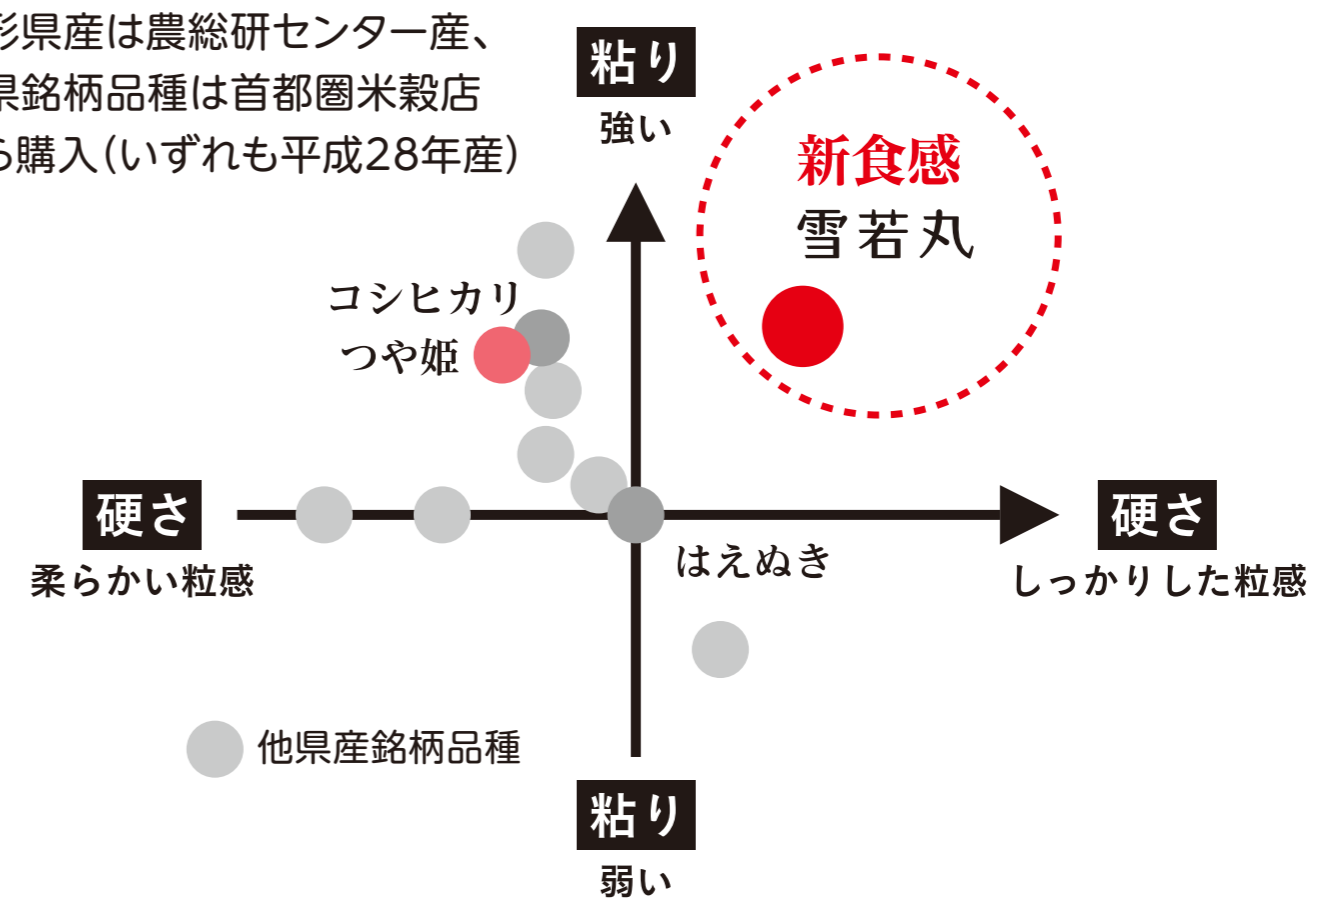 形県産は農総研センター産、
県銘柄品種は首都圏米穀店
ら購入(いずれも平成28年産)
粘り
強い
新食感
雪若丸
コシヒカリ
つや姫
硬さ
柔らかい粒感
はえぬき
硬さ
しっかりした粒感
他県産銘柄品種
粘り
弱い